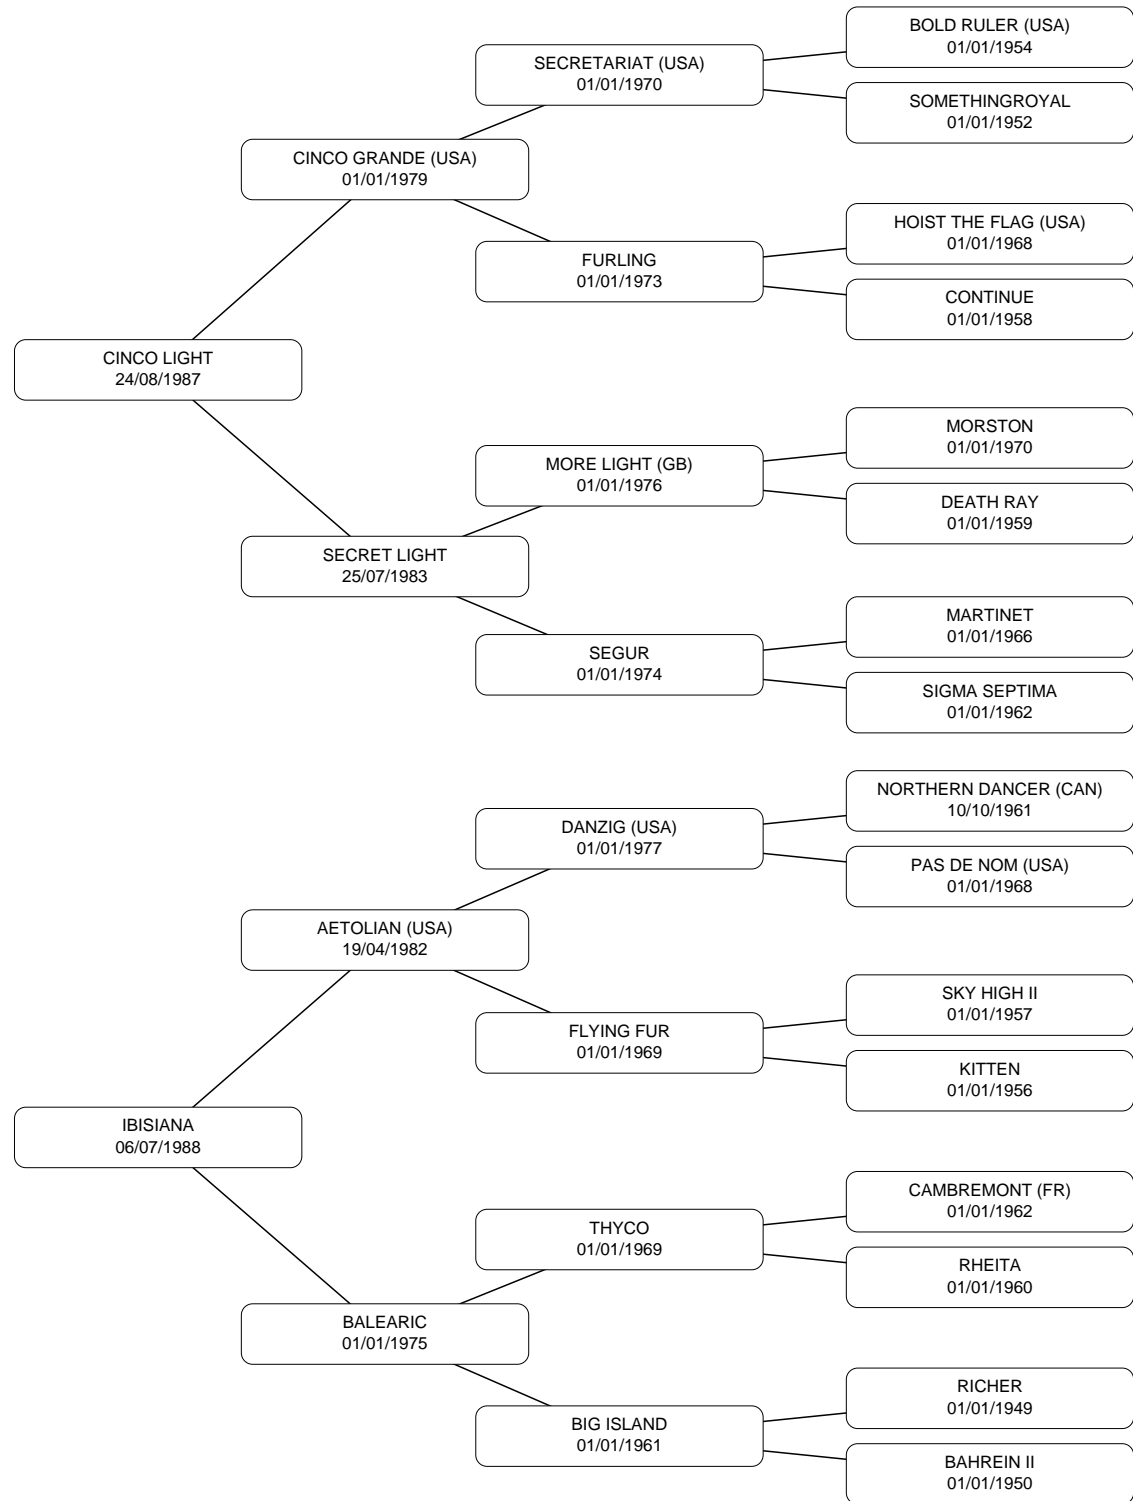 BOLD RULER (USA)
01/01/1954
SECRETARIAT (USA)
01/01/1970
SOMETHINGROYAL
01/01/1952
CINCO GRANDE (USA)
01/01/1979
HOIST THE FLAG (USA)
01/01/1968
FURLING
01/01/1973
CONTINUE
01/01/1958
CINCO LIGHT
24/08/1987
MORSTON
01/01/1970
MORE LIGHT (GB)
01/01/1976
DEATH RAY
01/01/1959
SECRET LIGHT
25/07/1983
MARTINET
01/01/1966
SEGUR
01/01/1974
SIGMA SEPTIMA
01/01/1962
NORTHERN DANCER (CAN)
10/10/1961
DANZIG (USA)
01/01/1977
PAS DE NOM (USA)
01/01/1968
AETOLIAN (USA)
19/04/1982
SKY HIGH II
01/01/1957
FLYING FUR
01/01/1969
KITTEN
01/01/1956
IBISIANA
06/07/1988
CAMBREMONT (FR)
01/01/1962
THYCO
01/01/1969
RHEITA
01/01/1960
BALEARIC
01/01/1975
RICHER
01/01/1949
BIG ISLAND
01/01/1961
BAHREIN II
01/01/1950